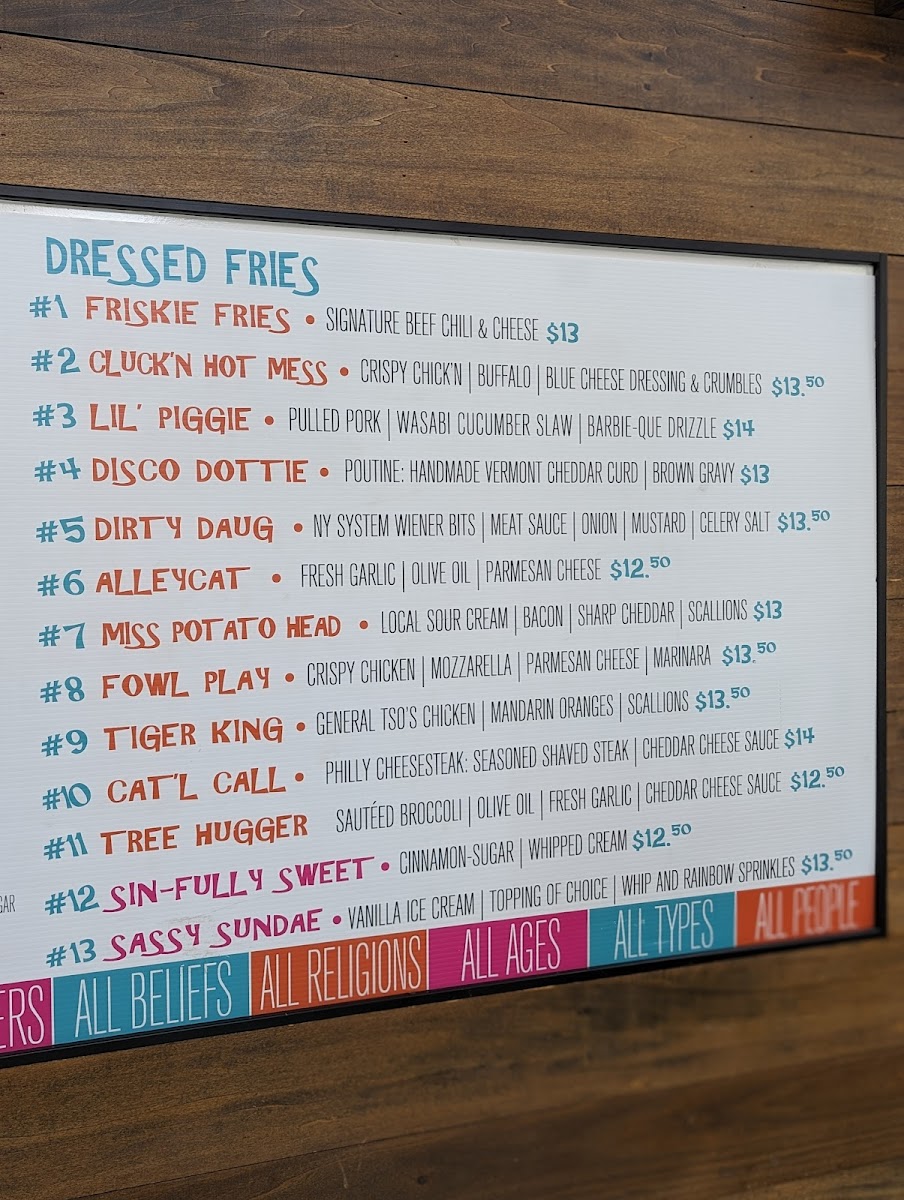 DRESSED FRIES
#1 FRISKIE FRIES • SIGNATURE BEEF CHILI & CHEESE $13
#2 CLUCK'N HOT MESS • CRISPY CHICK'N | BUFFALO | BLUE CHEESE DRESSING & CRUMBLES $13.50
#3 LIL' PIGGIE • PULLED PORK | WASABI CUCUMBER SLAW | BARBIE-QUE DRIZZLE $14
#4 DISCO DOTTIE • POUTINE: HANDMADE VERMONT CHEDDAR CURD | BROWN GRAVY $13
#5 DIRTY DAUG • NY SYSTEM WIENER BITS | MEAT SAUCE | ONION | MUSTARD | CELERY SALT $13.50
#6 ALLEYCAT • FRESH GARLIC | OLIVE OIL | PARMESAN CHEESE $12.50
#7 MISS POTATO HEAD • LOCAL SOUR CREAM | BACON | SHARP CHEDDAR | SCALLIONS $13
#8 FOWL PLAY • CRISPY CHICKEN | MOZZARELLA | PARMESAN CHEESE | MARINARA $13.50
#9 TIGER KING • GENERAL TSO'S CHICKEN | MANDARIN ORANGES | SCALLIONS $13.50
#10 CAT'L CALL • PHILLY CHEESESTEAK: SEASONED SHAVED STEAK | CHEDDAR CHEESE SAUCE $14
#11 TREE HUGGER SAUTÉED BROCCOLI | OLIVE OIL | FRESH GARLIC | CHEDDAR CHEESE SAUCE $12.50
#12 SIN-FULLY SWEET • CINNAMON-SUGAR | WHIPPED CREAM $12.50
#13 SASSY SUNDAE • VANILLA ICE CREAM | TOPPING OF CHOICE | WHIP AND RAINBOW SPRINKLES $13.50
ALL BELIEFS ALL RELIGIONS ALL AGES ALL TYPES ALL PEOPLE